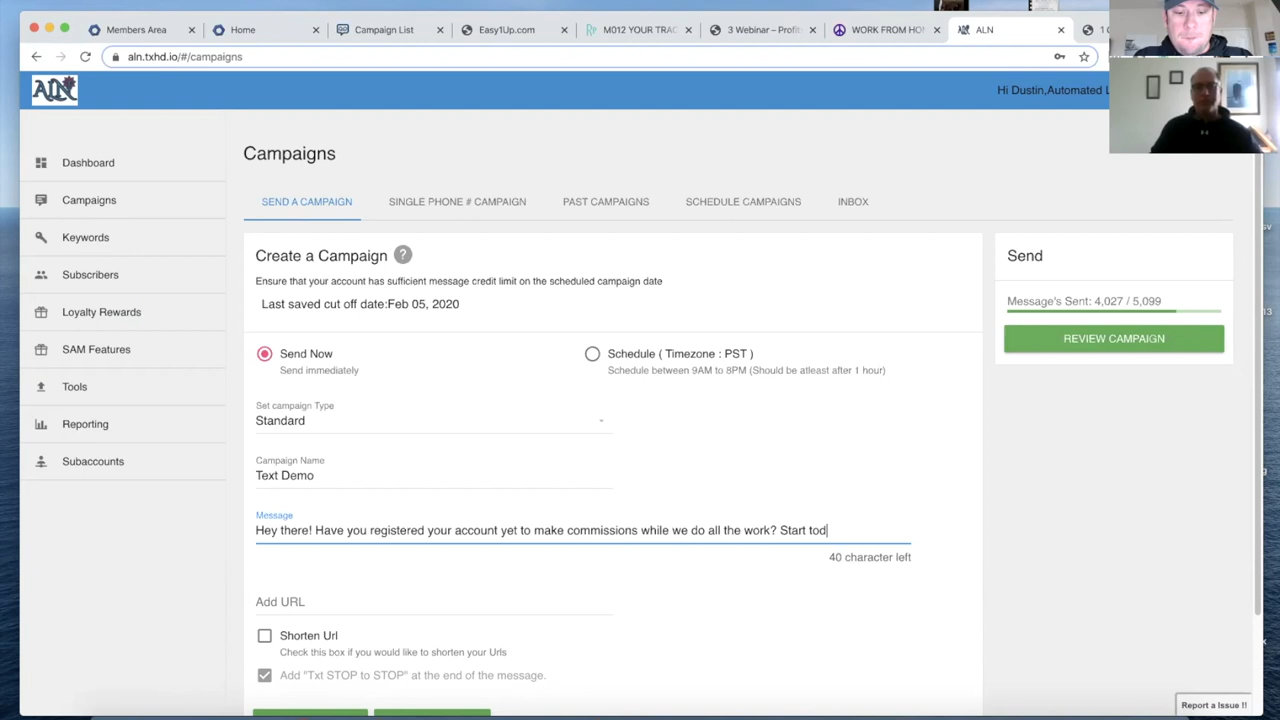 Members Area
Home
Campaign List
Easy1Up.com
M012 YOUR TRAC
3 Webinar – Profit
WORK FROM HOM
ALN
aln.txhd.io/#/campaigns
ALN
Hi Dustin,Automated L
Dashboard
Campaigns
Keywords
Subscribers
Loyalty Rewards
SAM Features
Tools
Reporting
Subaccounts
Campaigns
SEND A CAMPAIGN
SINGLE PHONE # CAMPAIGN
PAST CAMPAIGNS
SCHEDULE CAMPAIGNS
INBOX
Create a Campaign ?
Ensure that your account has sufficient message credit limit on the scheduled campaign date
Last saved cut off date:Feb 05, 2020
Send Now
Send immediately
Schedule ( Timezone : PST )
Schedule between 9AM to 8PM (Should be atleast after 1 hour)
Set campaign Type
Standard
Campaign Name
Text Demo
Message
Hey there! Have you registered your account yet to make commissions while we do all the work? Start tod
40 character left
Add URL
Shorten Url
Check this box if you would like to shorten your Urls
Add "Txt STOP to STOP" at the end of the message.
Send
Message's Sent: 4,027 / 5,099
REVIEW CAMPAIGN
Report a Issue !!